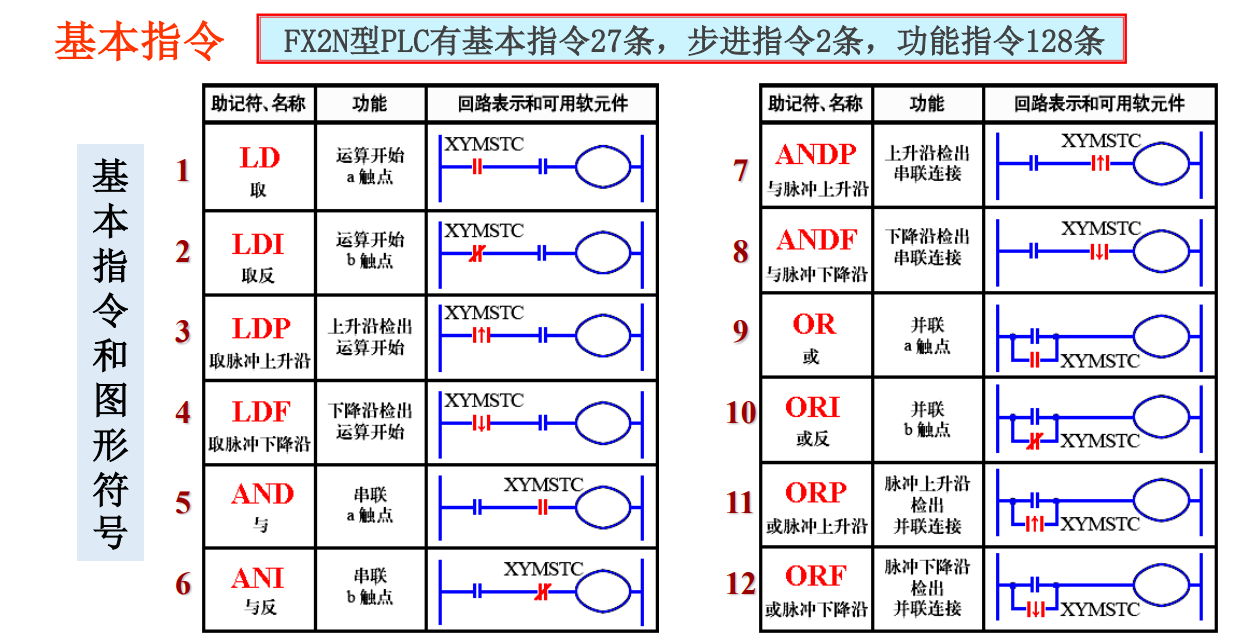 基本指令
FX2N型PLC有基本指令27条，步进指令2条，功能指令128条
基本指令和图形符号
助记符、名称 功能 回路表示和可用软元件
1 LD 取 运算开始 a触点 XYMSTC
2 LDI 取反 运算开始 b触点 XYMSTC
3 LDP 取脉冲上升沿 上升沿检出 运算开始 XYMSTC
4 LDF 取脉冲下降沿 下降沿检出 运算开始 XYMSTC
5 AND 与 串联 a触点 XYMSTC
6 ANI 与反 串联 b触点 XYMSTC
助记符、名称 功能 回路表示和可用软元件
7 ANDP 与脉冲上升沿 上升沿检出 串联连接 XYMSTC
8 ANDF 与脉冲下降沿 下降沿检出 串联连接 XYMSTC
9 OR 或 并联 a触点 XYMSTC
10 ORI 或反 并联 b触点 XYMSTC
11 ORP 或脉冲上升沿 脉冲上升沿 检出 并联连接 XYMSTC
12 ORF 或脉冲下降沿 脉冲下降沿 检出 并联连接 XYMSTC